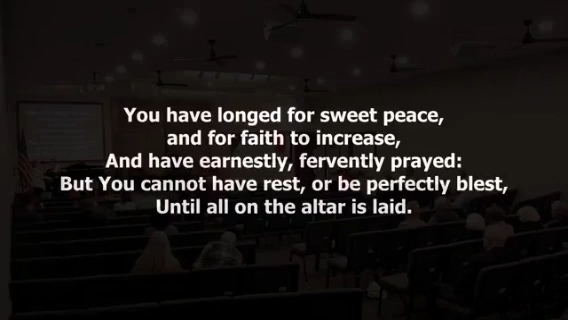 You have longed for sweet peace,
and for faith to increase,
And have earnestly, fervently prayed:
But You cannot have rest, or be perfectly blest,
Until all on the altar is laid.